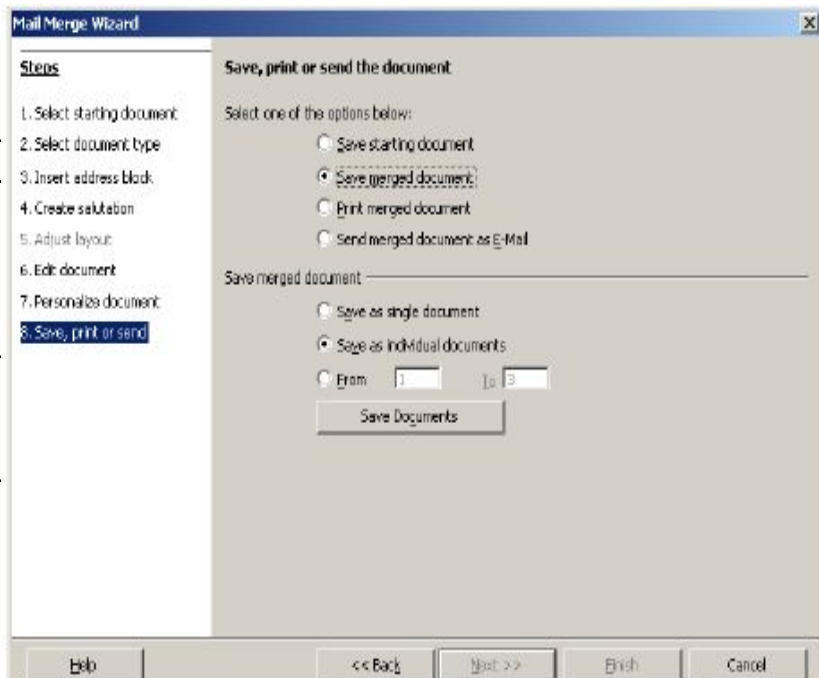 Mail Merge Wizard
Steps
1. Select starting document
2. Select document type
3. Insert address block
4. Create salutation
5. Adjust layout
6. Edit document
7. Personalize document
8. Save, print or send
Save, print or send the document
Select one of the options below:
Save starting document
Save merged document
Print merged document
Send merged document as E-Mail
Save merged document
Save as single document
Save as individual documents
From 1 To 3
Save Documents
Help << Back Next >> Finish Cancel